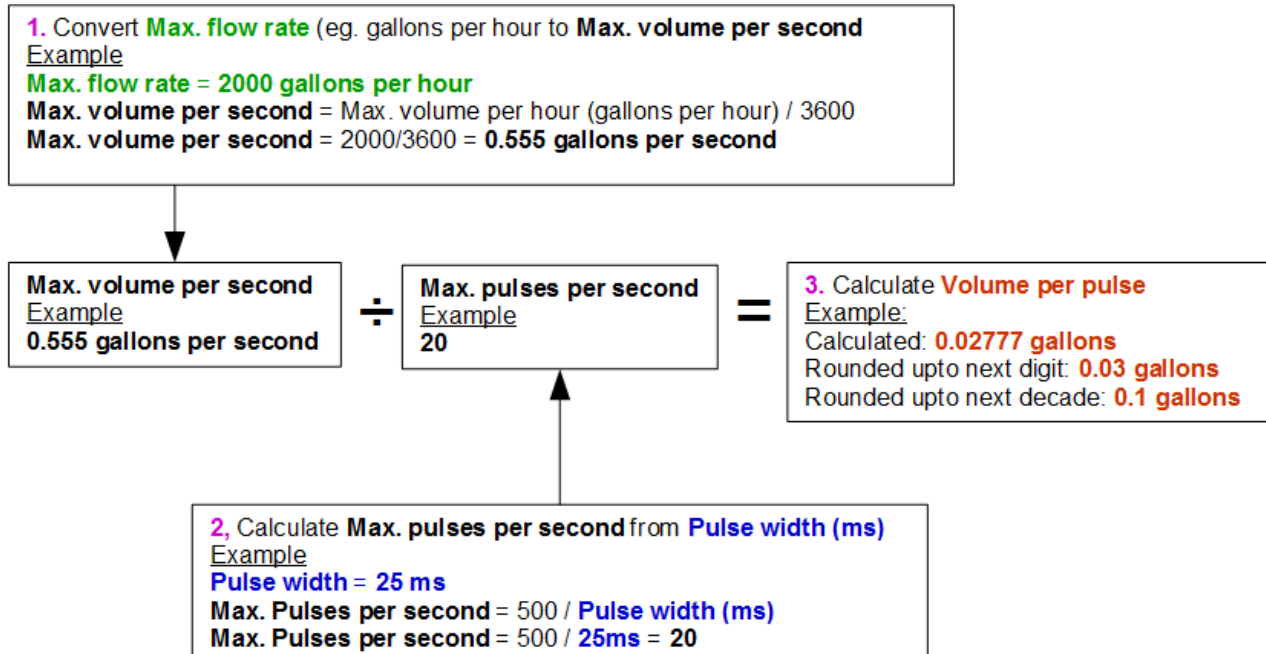 1. Convert Max. flow rate (eg. gallons per hour to Max. volume per second
Example
Max. flow rate = 2000 gallons per hour
Max. volume per second = Max. volume per hour (gallons per hour) / 3600
Max. volume per second = 2000/3600 = 0.555 gallons per second
Max. volume per second
Example
0.555 gallons per second
÷
Max. pulses per second
Example
20
=
3. Calculate Volume per pulse
Example:
Calculated: 0.02777 gallons
Rounded upto next digit: 0.03 gallons
Rounded upto next decade: 0.1 gallons
2, Calculate Max. pulses per second from Pulse width (ms)
Example
Pulse width = 25 ms
Max. Pulses per second = 500 / Pulse width (ms)
Max. Pulses per second = 500 / 25ms = 20